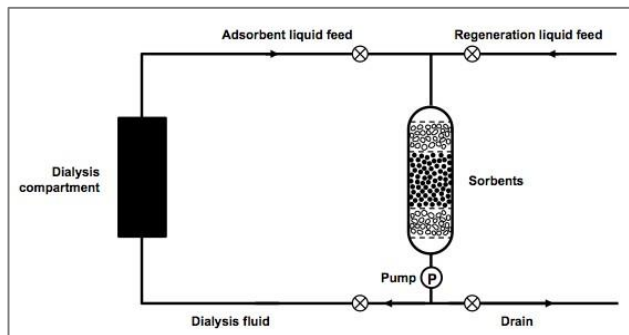 Adsorbent liquid feed
Regeneration liquid feed
Dialysis
compartment
Sorbents
Pump
P
Dialysis fluid
Drain